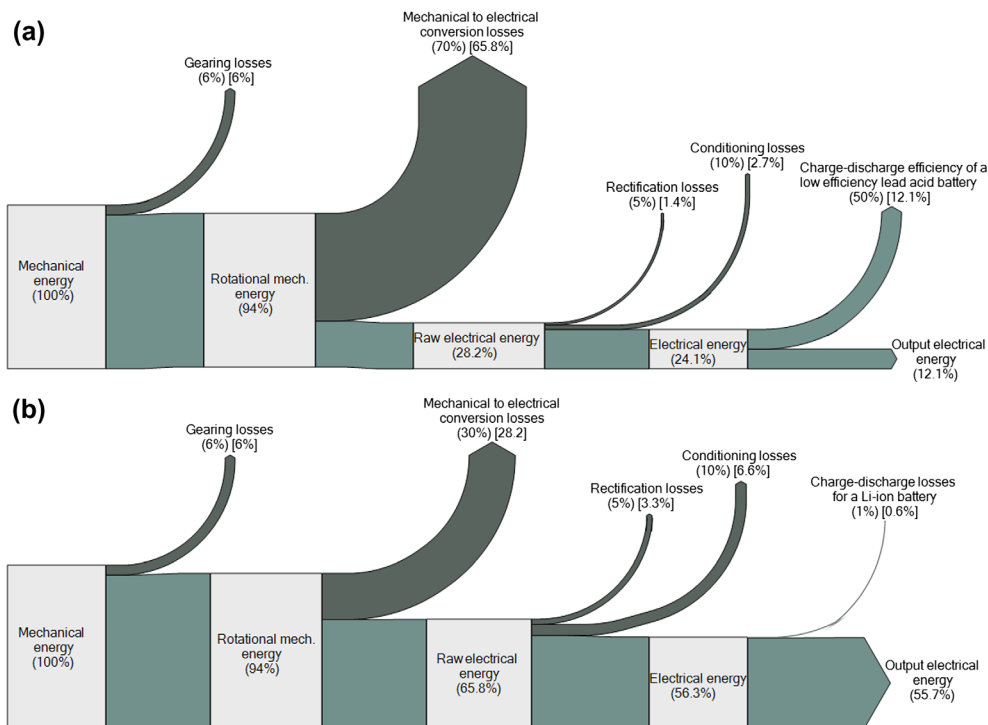 (a)
Mechanical to electrical
conversion losses
(70%) [65.8%]
Gearing losses
(6%) [6%]
Conditioning losses
(10%) [2.7%]
Charge-discharge efficiency of a
low efficiency lead acid battery
(50%) [12.1%]
Rectification losses
(5%) [1.4%]
Mechanical
energy
(100%)
Rotational mech.
energy
(94%)
Raw electrical energy
(28.2%)
Electrical energy
(24.1%)
Output electrical
energy
(12.1%)
(b)
Mechanical to electrical
conversion losses
(30%) [28.2]
Gearing losses
(6%) [6%]
Conditioning losses
(10%) [6.6%]
Rectification losses
(5%) [3.3%]
Charge-discharge losses
for a Li-ion battery
(1%) [0.6%]
Mechanical
energy
(100%)
Rotational mech.
energy
(94%)
Raw electrical
energy
(65.8%)
Electrical energy
(56.3%)
Output electrical
energy
(55.7%)